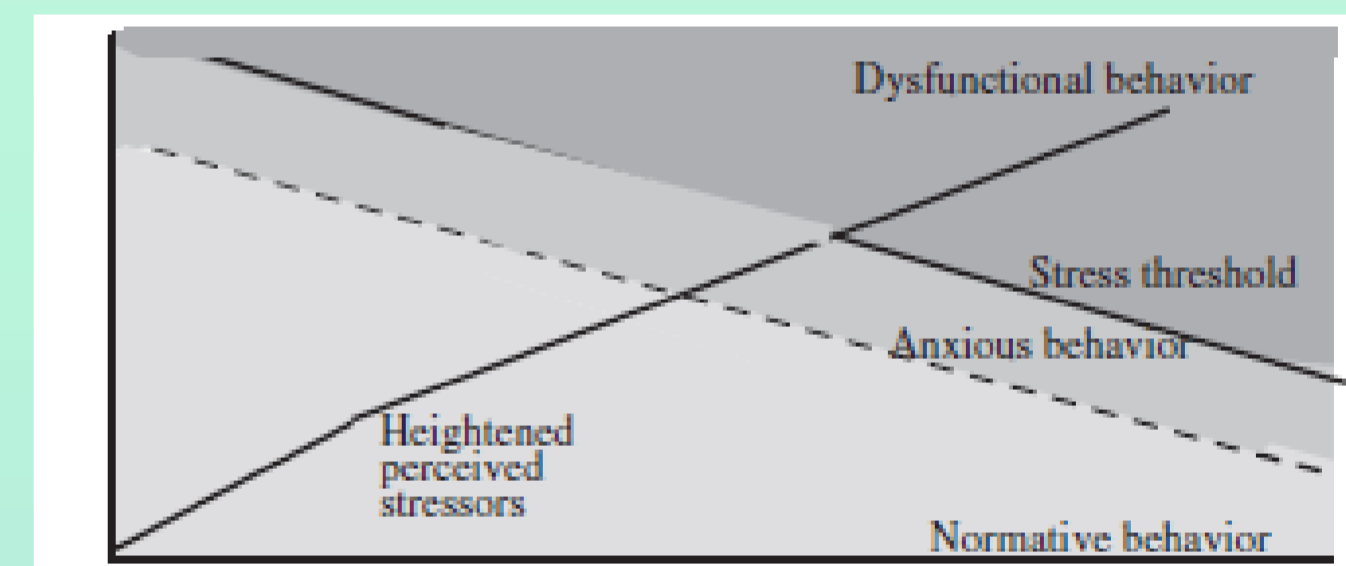 Dysfunctional behavior
Stress threshold
Anxious behavior
Heightened
perceived
stressors
Normative behavior